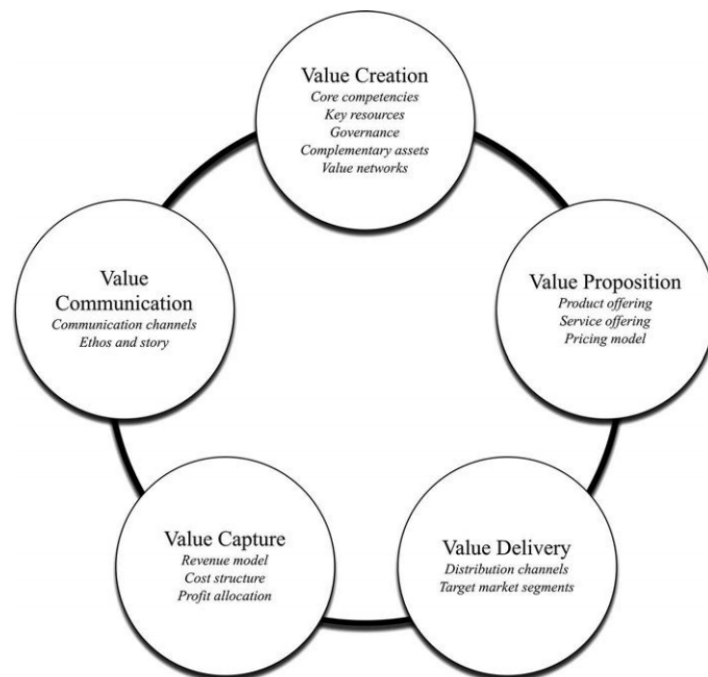 Value Creation
Core competencies
Key resources
Governance
Complementary assets
Value networks
Value Proposition
Product offering
Service offering
Pricing model
Value Delivery
Distribution channels
Target market segments
Value Capture
Revenue model
Cost structure
Profit allocation
Value
Communication
Communication channels
Ethos and story